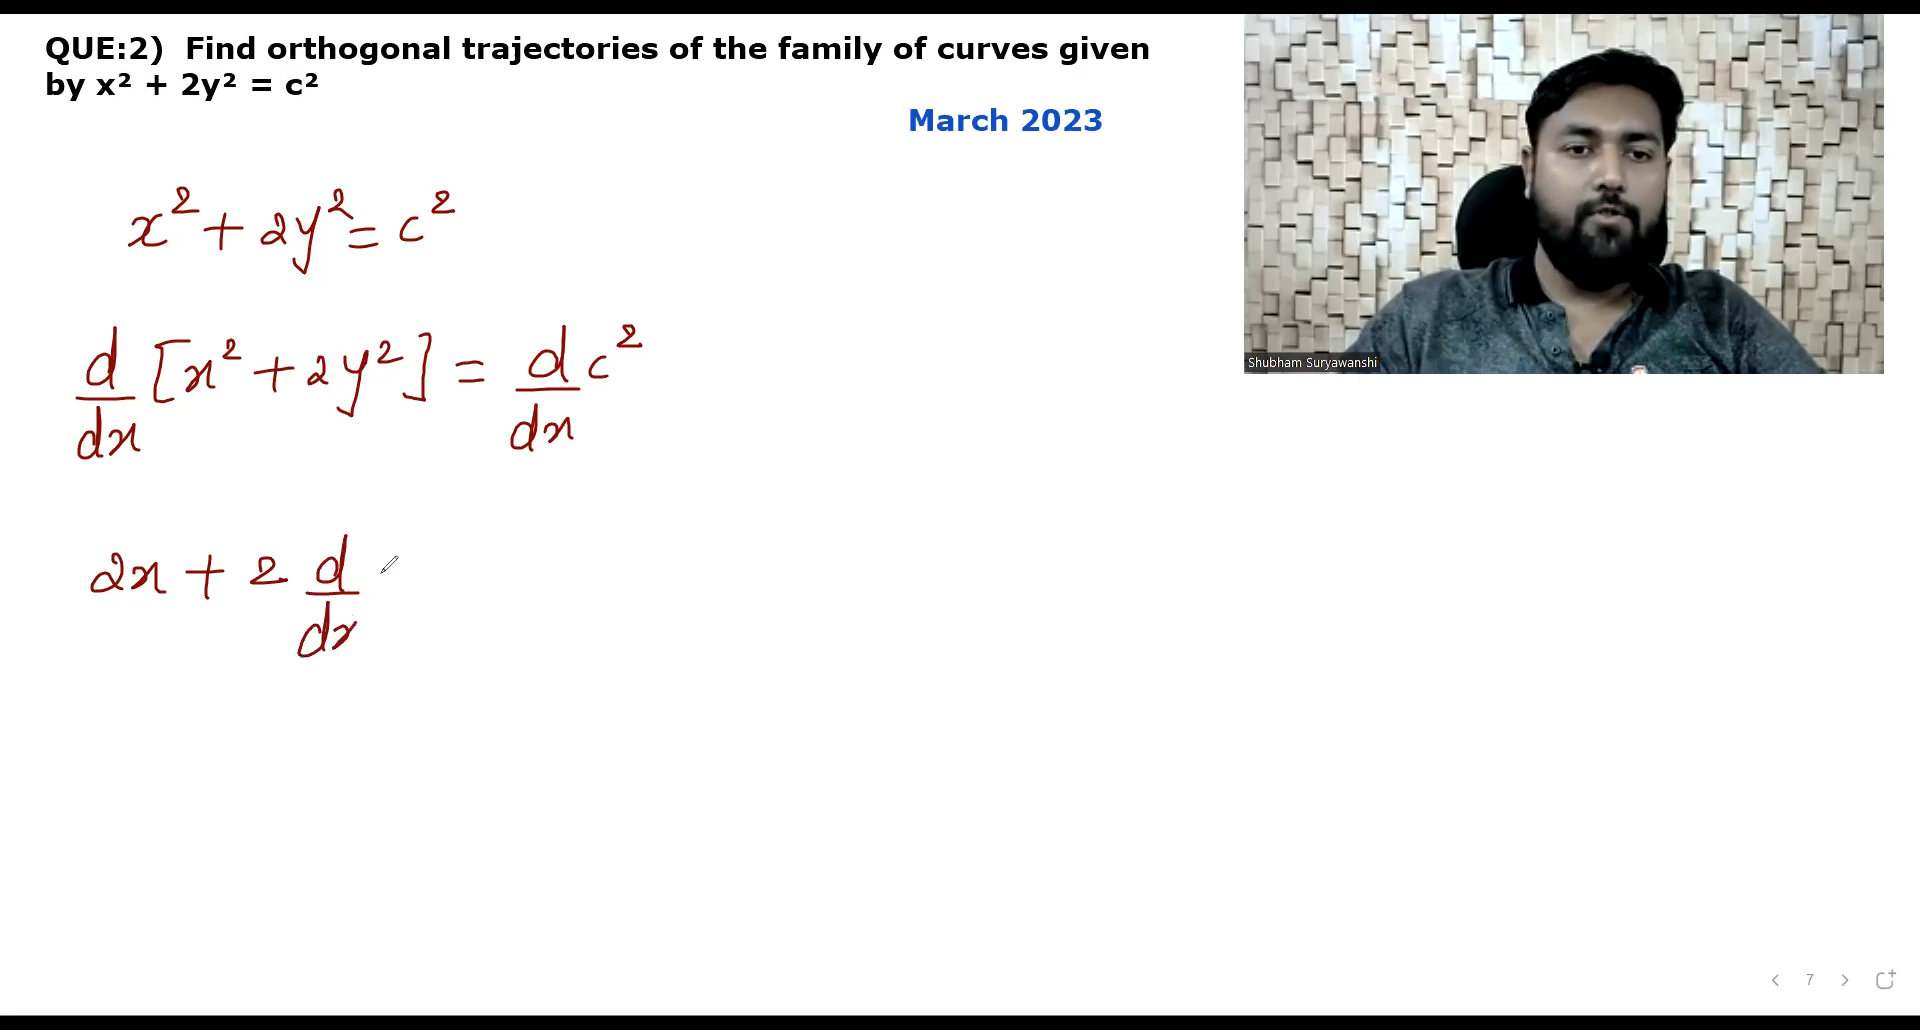 QUE:2) Find orthogonal trajectories of the family of curves given
by x² + 2y² = c²
March 2023
x² + 2y² = c²
d/dx [x² + 2y²] = d/dx c²
2x + 2 d/dx
Shubham Suryawanshi
7